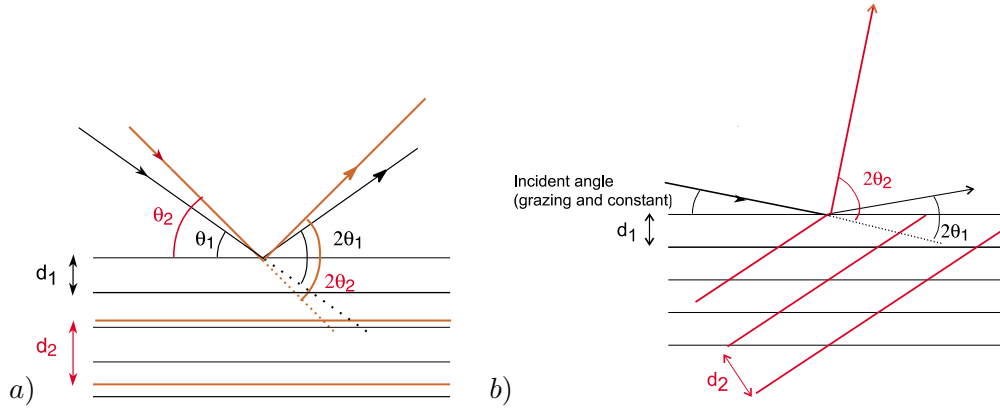 θ2
θ1
2θ1
2θ2
d1
d2
a)
Incident angle
(grazing and constant)
2θ2
2θ1
d1
d2
b)